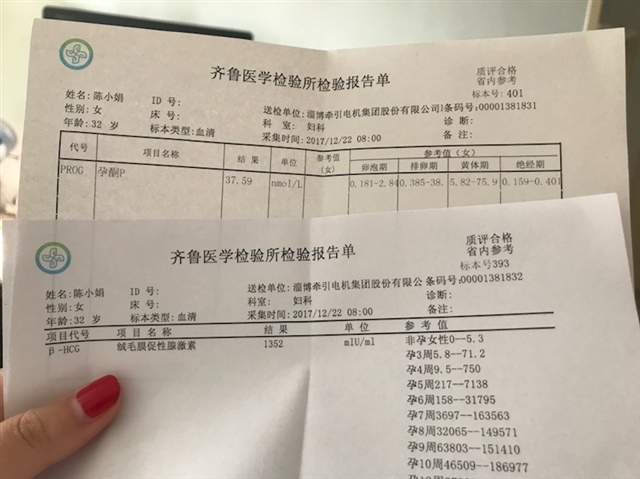 齐鲁医学检验所检验报告单
质评合格
省内参考
标本号: 401
姓名: 陈小娟 ID号: 送检单位: 淄博牵引电机集团股份有限公司 条码号: 00001381831
性别: 女 床 号: 科 室: 妇科 诊断:
年龄: 32 岁 标本类型: 血清 采集时间: 2017/12/22 08:00 备注:
代号 项目名称 结果 单位 参考值(女) 参考值(女)
卵泡期 排卵期 黄体期 绝经期
PROG 孕酮P 37.59 nmol/L 0.181-2.84 0.385-38. 5.82-75.9 0.159-0.401
齐鲁医学检验所检验报告单
质评合格
省内参考
标本号393
姓名: 陈小娟 ID号: 送检单位: 淄博牵引电机集团股份有限公 条码号: 00001381832
性别: 女 床号: 科室: 妇科 诊断:
年龄: 32 岁 标本类型: 血清 采集时间: 2017/12/22 08:00 备注:
项目代号 项目名称 结果 单位 参考值
β-HCG 绒毛膜促性腺激素 1352 mIU/ml 非孕女性0--5.3
孕3周5.8--71.2
孕4周9.5--750
孕5周217--7138
孕6周158--31795
孕7周3697--163563
孕8周32065--149571
孕9周63803--151410
孕10周46509--186977